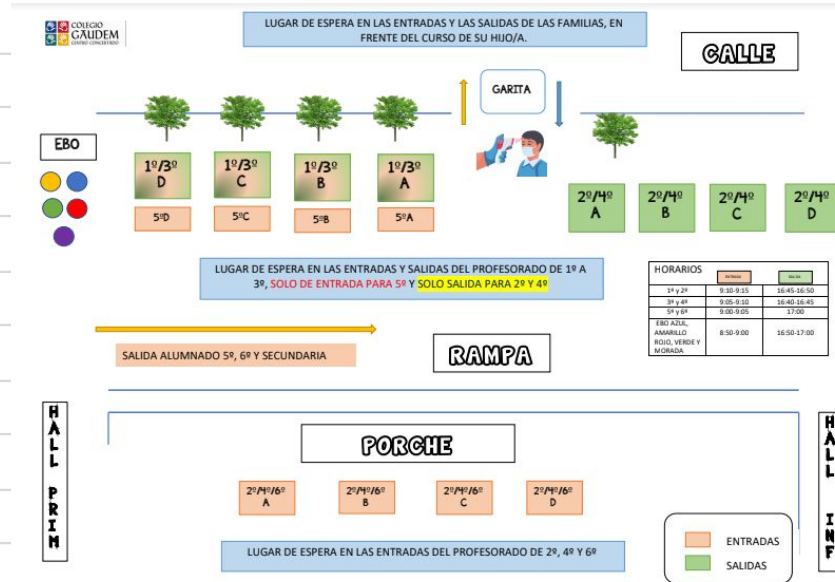 COLEGIO
GAUDEM
CENTRO CONCERTADO
LUGAR DE ESPERA EN LAS ENTRADAS Y LAS SALIDAS DE LAS FAMILIAS, EN
FRENTE DEL CURSO DE SU HIJO/A.
CALLE
GARITA
EBO
1º/3º
D
1º/3º
C
1º/3º
B
1º/3º
A
5ºD
5ºC
5ºB
5ºA
2º/4º
A
2º/4º
B
2º/4º
C
2º/4º
D
LUGAR DE ESPERA EN LAS ENTRADAS Y SALIDAS DEL PROFESORADO DE 1º A
3º, SOLO DE ENTRADA PARA 5º Y SOLO SALIDA PARA 2º Y 4º
HORARIOS ENTRADA SALIDA
1º y 2º 9:10-9:15 16:45-16:50
3º y 4º 9:05-9:10 16:40-16:45
5º y 6º 9:00-9:05 17:00
EBO AZUL,
AMARILLO
ROJO, VERDE Y
MORADA
8:50-9:00 16:50-17:00
SALIDA ALUMNADO 5º, 6º Y SECUNDARIA
RAMPA
HALL PRIM
PORCHE
HALL INF
2º/4º/6º
A
2º/4º/6º
B
2º/4º/6º
C
2º/4º/6º
D
LUGAR DE ESPERA EN LAS ENTRADAS DEL PROFESORADO DE 2º, 4º Y 6º
ENTRADAS
SALIDAS